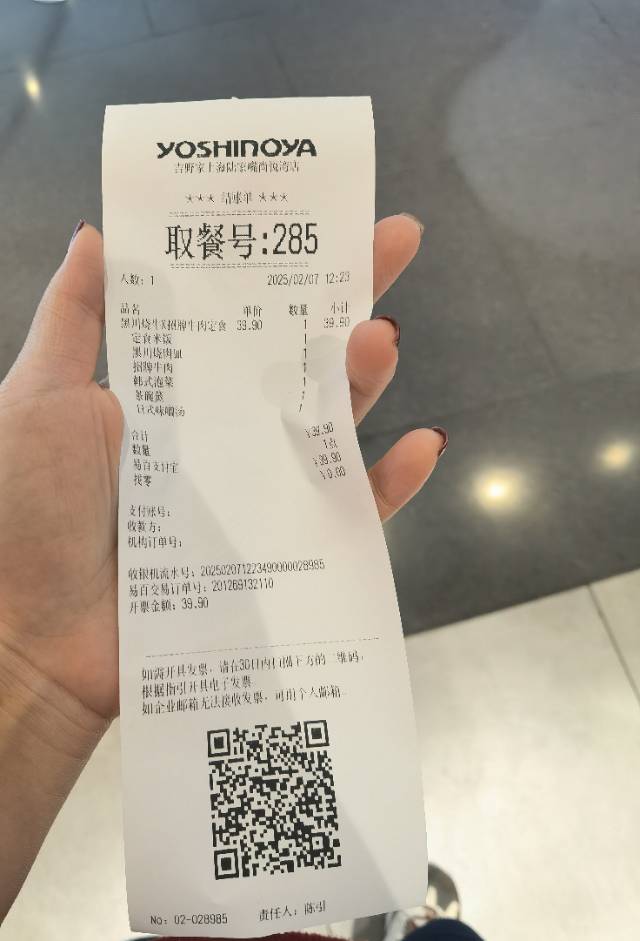 YOSHINOYA
吉野家上海陆家嘴尚悦湾店
*** 结账单 ***
取餐号:285
人数: 1 2025/02/07 12:23
品名 单价 数量 小计
黑川烧牛X招牌牛肉定食 39.90 1 39.90
定食米饭 1
黑川烧肉皿 1
招牌牛肉 1
韩式泡菜 1
茶碗蒸 1
日式味噌汤 1
合计 ¥39.90
数量 1点
易百支付宝 ¥39.90
找零 ¥0.00
支付账号:
收款方:
机构订单号:
收银机流水号: 202502071223490000028985
易百交易订单号: 201269132110
开票金额: 39.90
如需开具发票, 请在30日内扫描下方的二维码,
根据指引开具电子发票
如企业邮箱无法接收发票, 可用个人邮箱
No: 02-028985 责任人: 陈引